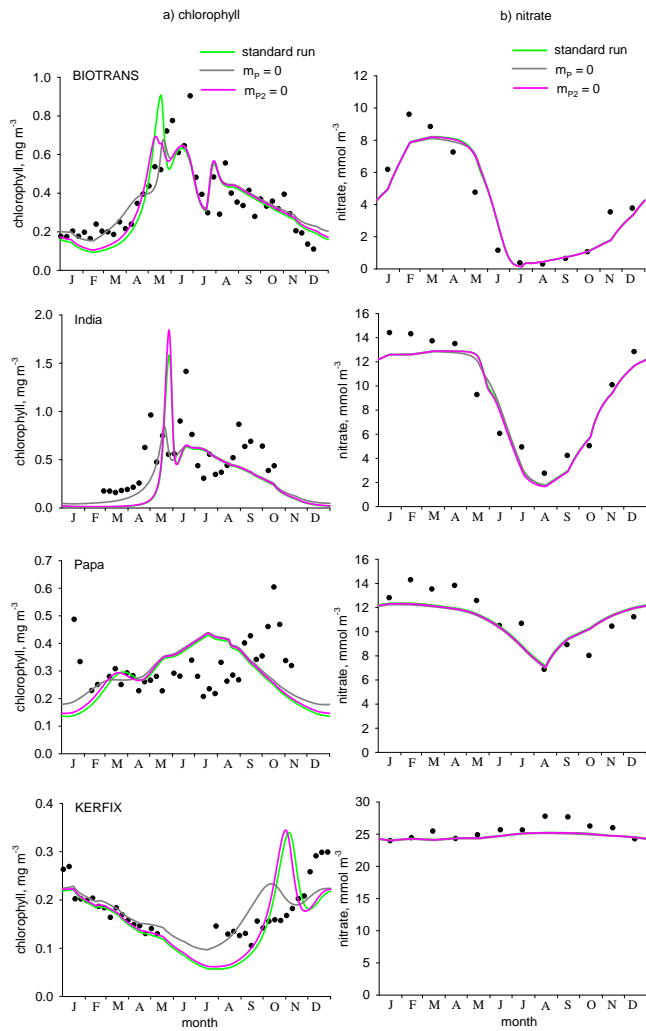 a) chlorophyll
b) nitrate
standard run
mP = 0
mP2 = 0
standard run
mP = 0
mP2 = 0
BIOTRANS
chlorophyll, mg m-3
1.0
0.8
0.6
0.4
0.2
0.0
J F M A M J J A S O N D
nitrate, mmol m-3
12
10
8
6
4
2
0
J F M A M J J A S O N D
India
chlorophyll, mg m-3
2.0
1.5
1.0
0.5
0.0
J F M A M J J A S O N D
nitrate, mmol m-3
16
14
12
10
8
6
4
2
0
J F M A M J J A S O N D
Papa
chlorophyll, mg m-3
0.7
0.6
0.5
0.4
0.3
0.2
0.1
0.0
J F M A M J J A S O N D
nitrate, mmol m-3
16
14
12
10
8
6
4
2
0
J F M A M J J A S O N D
KERFIX
chlorophyll, mg m-3
0.4
0.3
0.2
0.1
0.0
J F M A M J J A S O N D
month
nitrate, mmol m-3
30
25
20
15
10
5
0
J F M A M J J A S O N D
month